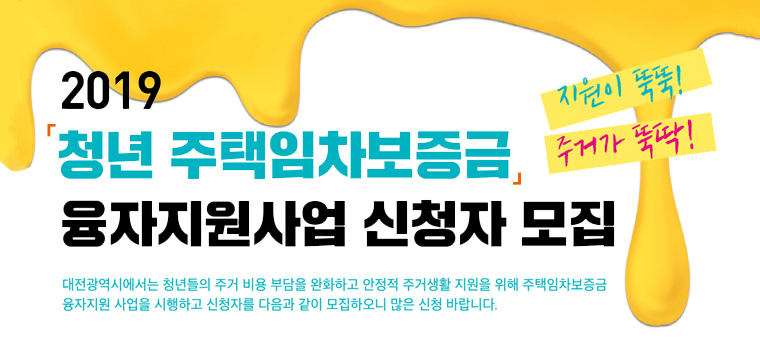 2019
지원이 뚝뚝!
「청년 주택임차보증금」
주거가 뚝딱!
융자지원사업 신청자 모집
대전광역시에서는 청년들의 주거 비용 부담을 완화하고 안정적 주거생활 지원을 위해 주택임차보증금
융자지원 사업을 시행하고 신청자를 다음과 같이 모집하오니 많은 신청 바랍니다.